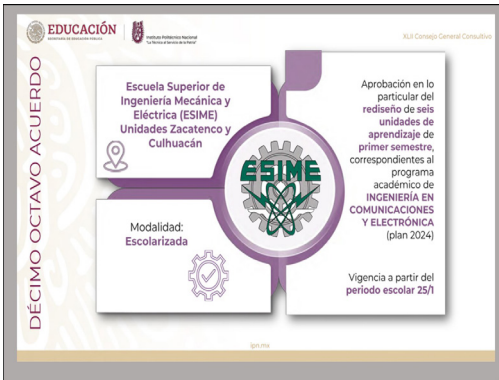 EDUCACIÓN
SECRETARÍA DE EDUCACIÓN PÚBLICA
Instituto Politécnico Nacional
"La Técnica al Servicio de la Patria"
XLII Consejo General Consultivo
DÉCIMO OCTAVO ACUERDO
Escuela Superior de
Ingeniería Mecánica y
Eléctrica (ESIME)
Unidades Zacatenco y
Culhuacán
Modalidad:
Escolarizada
ESIME
Aprobación en lo
particular del
rediseño de seis
unidades de
aprendizaje de
primer semestre,
correspondientes al
programa
académico de
INGENIERÍA EN
COMUNICACIONES
Y ELECTRÓNICA
(plan 2024)
Vigencia a partir del
periodo escolar 25/1
ipn.mx